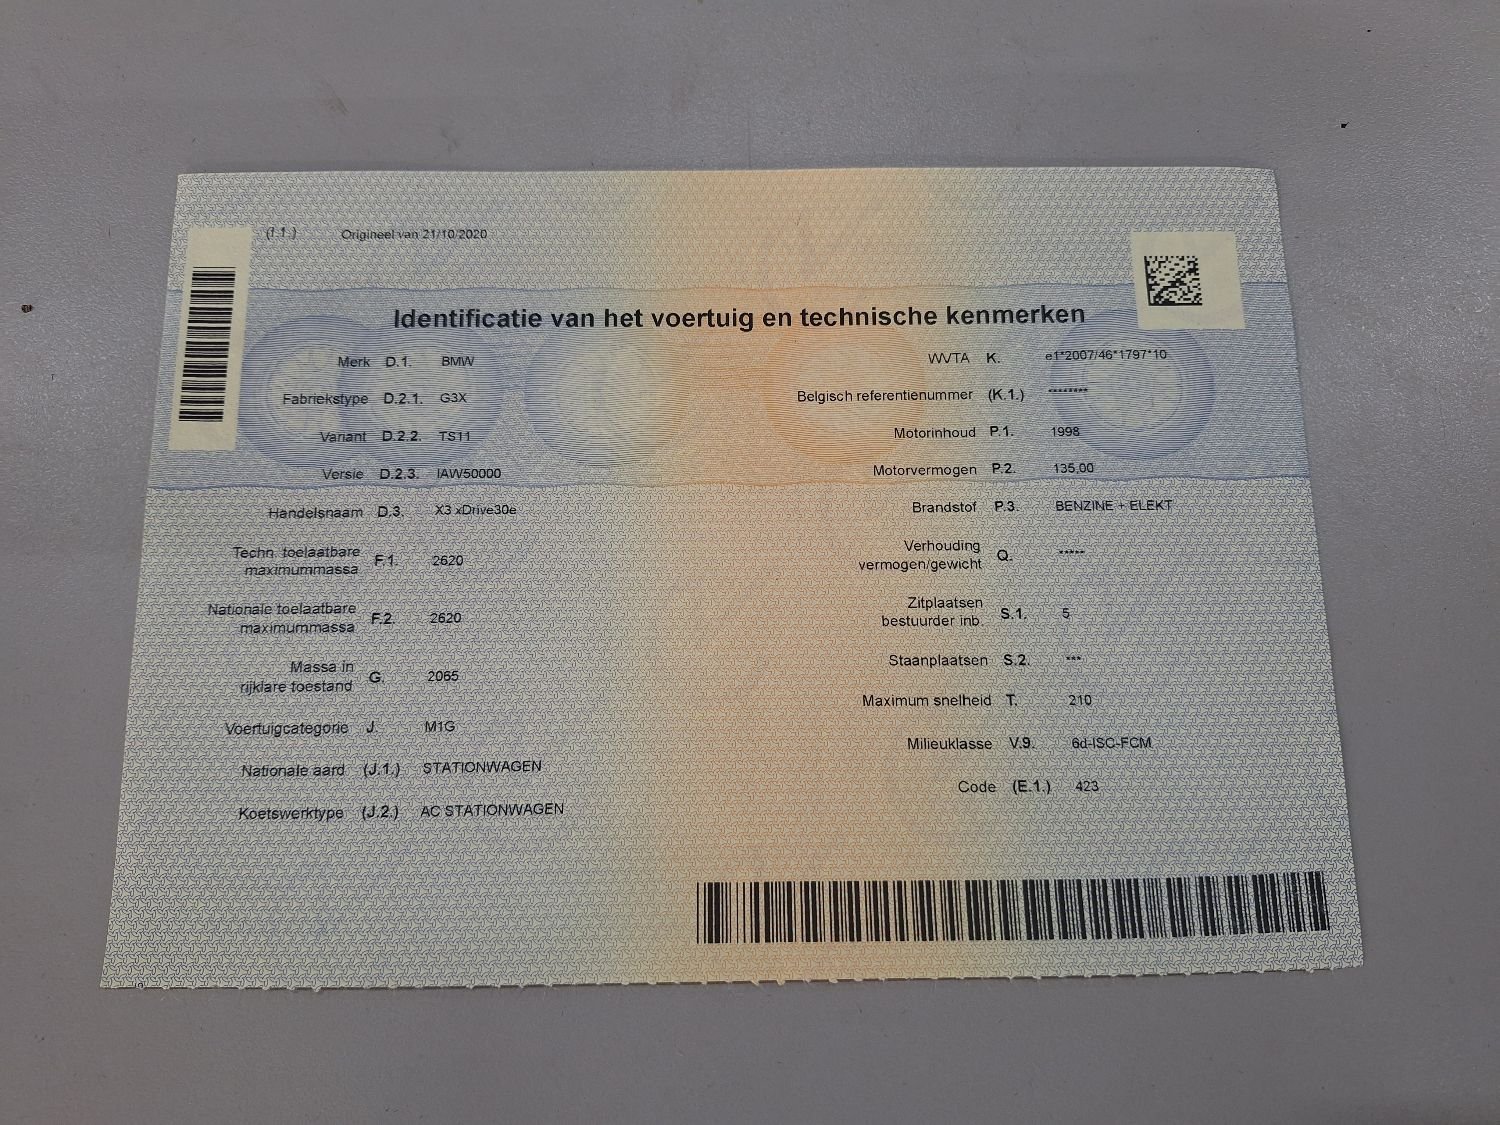 (I.1.) Origineel van 21/10/2020
Identificatie van het voertuig en technische kenmerken
Merk D.1. BMW
Fabriekstype D.2.1. G3X
Variant D.2.2. TS11
Versie D.2.3. IAW50000
Handelsnaam D.3. X3 xDrive30e
Techn. toelaatbare
maximummassa F.1. 2620
Nationale toelaatbare
maximummassa F.2. 2620
Massa in
rijklare toestand G. 2065
Voertuigcategorie J. M1G
Nationale aard (J.1.) STATIONWAGEN
Koetswerktype (J.2.) AC STATIONWAGEN
WVTA K. e1*2007/46*1797*10
Belgisch referentienummer (K.1.) ********
Motorinhoud P.1. 1998
Motorvermogen P.2. 135,00
Brandstof P.3. BENZINE + ELEKT
Verhouding
vermogen/gewicht Q. *****
Zitplaatsen
bestuurder inb. S.1. 5
Staanplaatsen S.2. ***
Maximum snelheid T. 210
Milieuklasse V.9. 6d-ISC-FCM
Code (E.1.) 423